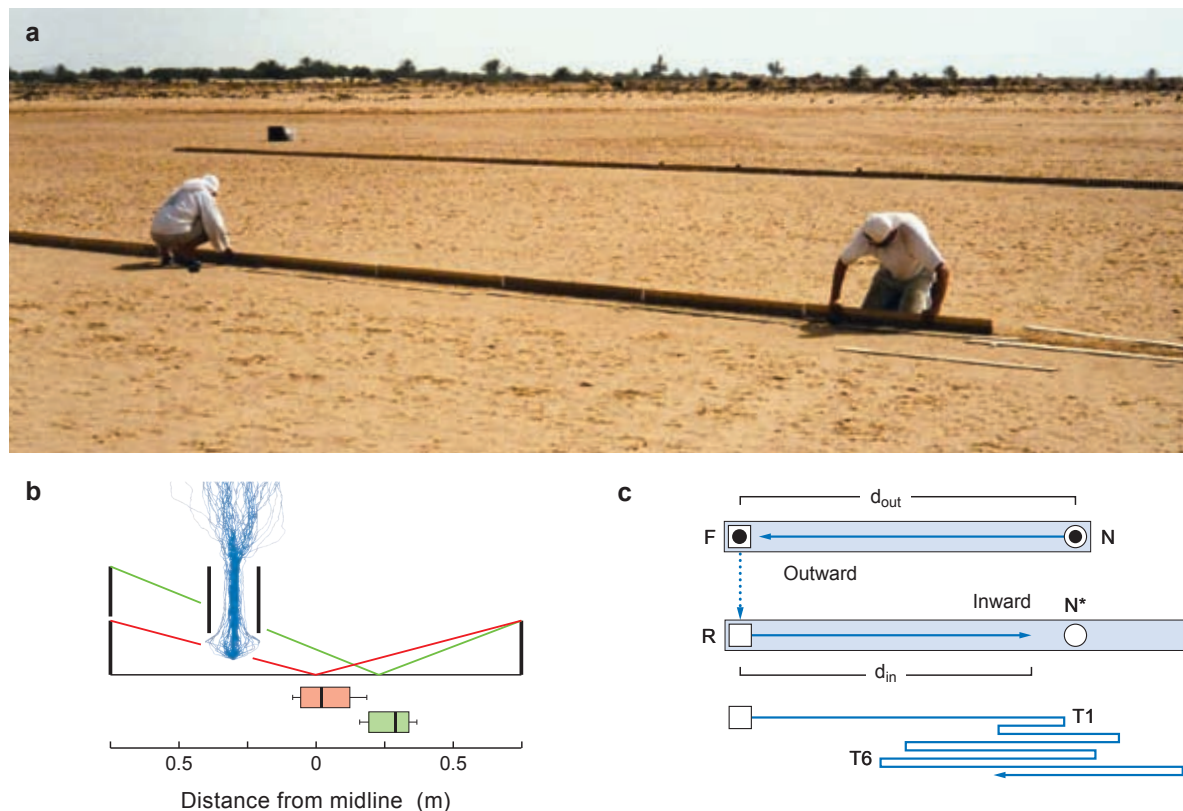 a
b
0.5
0
0.5
Distance from midline (m)
c
d_out
F
N
Outward
Inward
N*
R
d_in
T1
T6